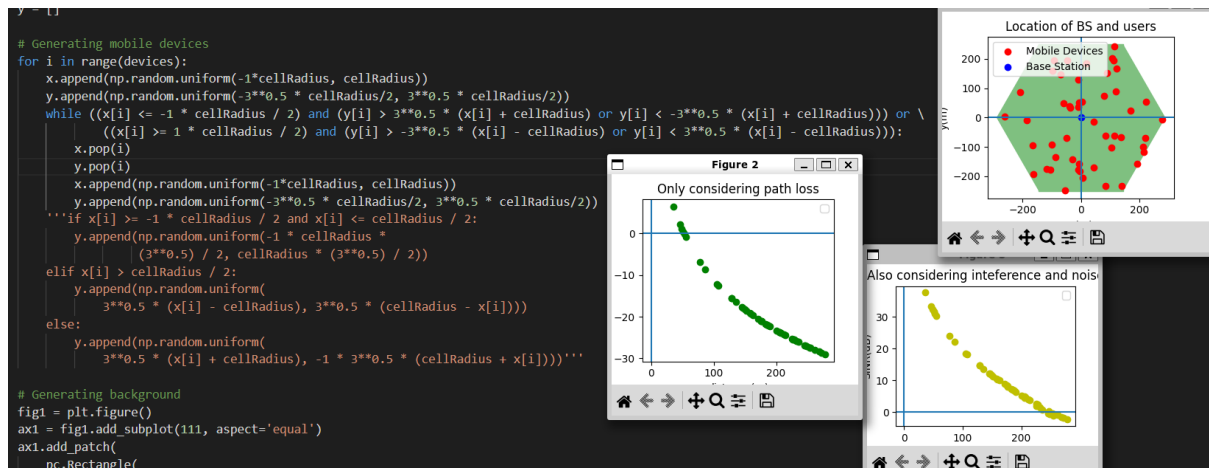 y = []
# Generating mobile devices
for i in range(devices):
    x.append(np.random.uniform(-1*cellRadius, cellRadius))
    y.append(np.random.uniform(-3**0.5 * cellRadius/2, 3**0.5 * cellRadius/2))
    while ((x[i] <= -1 * cellRadius / 2) and (y[i] > 3**0.5 * (x[i] + cellRadius) or y[i] < -3**0.5 * (x[i] + cellRadius))) or \
            ((x[i] >= 1 * cellRadius / 2) and (y[i] > -3**0.5 * (x[i] - cellRadius) or y[i] < 3**0.5 * (x[i] - cellRadius))):
        x.pop(i)
        y.pop(i)
        x.append(np.random.uniform(-1*cellRadius, cellRadius))
        y.append(np.random.uniform(-3**0.5 * cellRadius/2, 3**0.5 * cellRadius/2))
    '''if x[i] >= -1 * cellRadius / 2 and x[i] <= cellRadius / 2:
        y.append(np.random.uniform(-1 * cellRadius *
                (3**0.5) / 2, cellRadius * (3**0.5) / 2))
    elif x[i] > cellRadius / 2:
        y.append(np.random.uniform(
            3**0.5 * (x[i] - cellRadius), 3**0.5 * (cellRadius - x[i])))
    else:
        y.append(np.random.uniform(
            3**0.5 * (x[i] + cellRadius), -1 * 3**0.5 * (cellRadius + x[i])))'''
# Generating background
fig1 = plt.figure()
ax1 = fig1.add_subplot(111, aspect='equal')
ax1.add_patch(
    pc.Rectangle(
Location of BS and users
Mobile Devices
Base Station
200
100
0
−100
−200
y(m)
−200
0
200
Figure 2
Only considering path loss
0
−10
−20
−30
0
100
200
Also considering inteference and noise
30
20
10
0
SINR(dB)
0
100
200